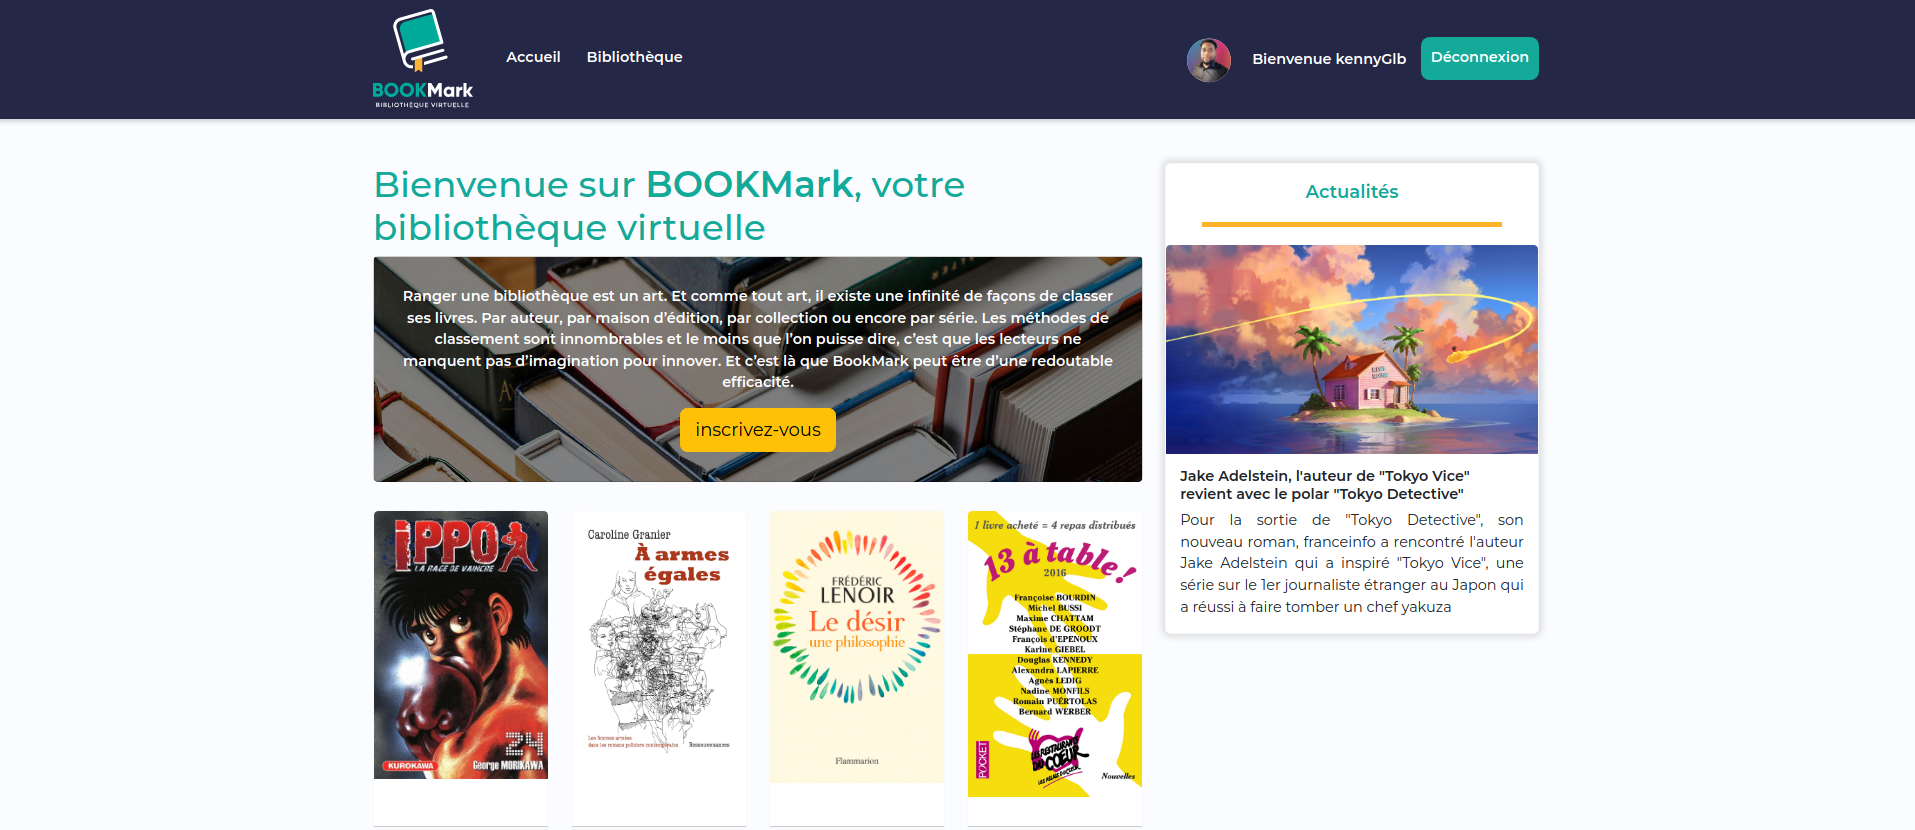 BOOKMark
BIBLIOTHÈQUE VIRTUELLE
Accueil
Bibliothèque
Bienvenue kennyGlb
Déconnexion
Bienvenue sur BOOKMark, votre
bibliothèque virtuelle
Ranger une bibliothèque est un art. Et comme tout art, il existe une infinité de façons de classer
ses livres. Par auteur, par maison d'édition, par collection ou encore par série. Les méthodes de
classement sont innombrables et le moins que l'on puisse dire, c'est que les lecteurs ne
manquent pas d'imagination pour innover. Et c'est là que BookMark peut être d'une redoutable
efficacité.
inscrivez-vous
IPPO
LA RAGE DE VAINCRE
24
KUROKAWA
George MORIKAWA
Caroline Granier
À armes
égales
Les femmes armées
dans les romans policiers contemporains
Ressouvenances
FRÉDÉRIC
LENOIR
Le désir
une philosophie
Flammarion
1 livre acheté = 4 repas distribués
13 à table !
2016
Françoise BOURDIN
Michel BUSSI
Maxime CHATTAM
Stéphane DE GROODT
François d'EPENOUX
Karine GIEBEL
Douglas KENNEDY
Alexandra LAPIERRE
Agnès LEDIG
Nadine MONFILS
Romain PUÉRTOLAS
Bernard WERBER
POCKET
LES RESTAURANTS
DU COEUR
LES RELAIS DU COEUR
Nouvelles
Actualités
Jake Adelstein, l'auteur de "Tokyo Vice"
revient avec le polar "Tokyo Detective"
Pour la sortie de "Tokyo Detective", son
nouveau roman, franceinfo a rencontré l'auteur
Jake Adelstein qui a inspiré "Tokyo Vice", une
série sur le 1er journaliste étranger au Japon qui
a réussi à faire tomber un chef yakuza